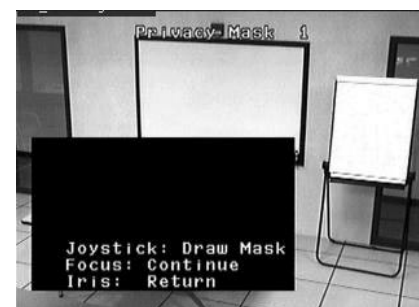 Privacy Mask 1
Joystick: Draw Mask
Focus: Continue
Iris: Return